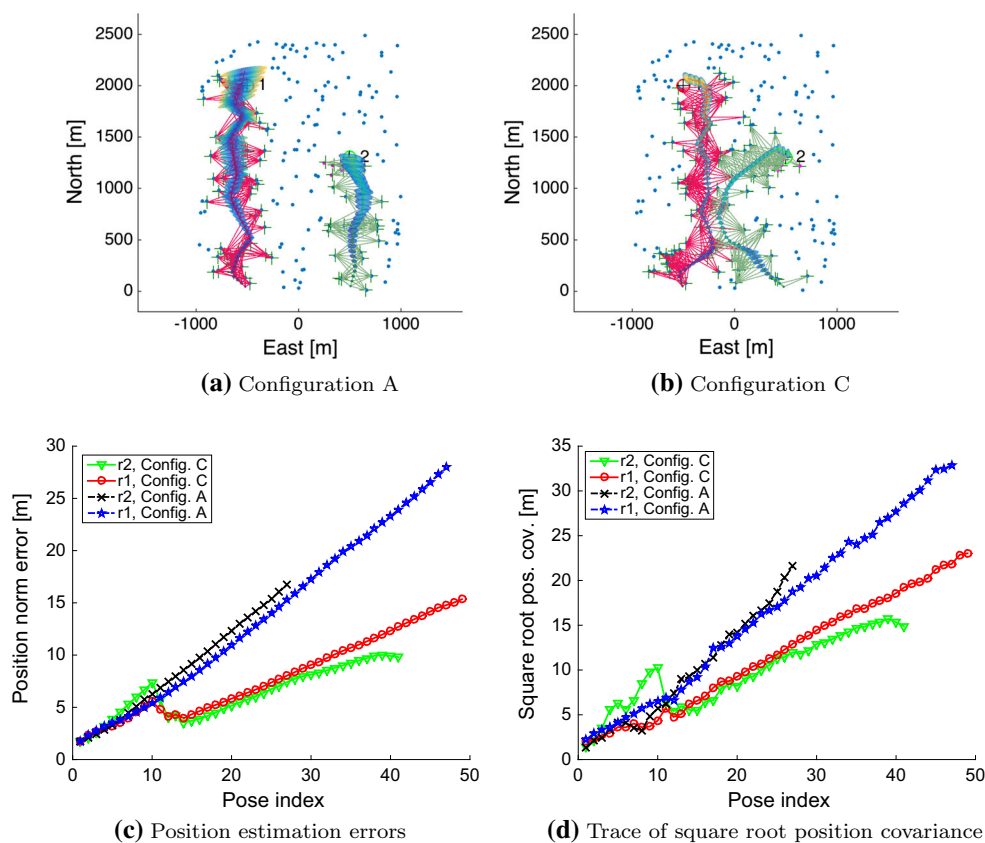 2500
2000
1500
1000
500
0
North [m]
-1000
0
1000
East [m]
1
2
(a) Configuration A
2500
2000
1500
1000
500
0
North [m]
-1000
0
1000
East [m]
1
2
(b) Configuration C
30
25
20
15
10
5
0
Position norm error [m]
r2, Config. C
r1, Config. C
r2, Config. A
r1, Config. A
0
10
20
30
40
50
Pose index
(c) Position estimation errors
35
30
25
20
15
10
5
0
Square root pos. cov. [m]
r2, Config. C
r1, Config. C
r2, Config. A
r1, Config. A
0
10
20
30
40
50
Pose index
(d) Trace of square root position covariance